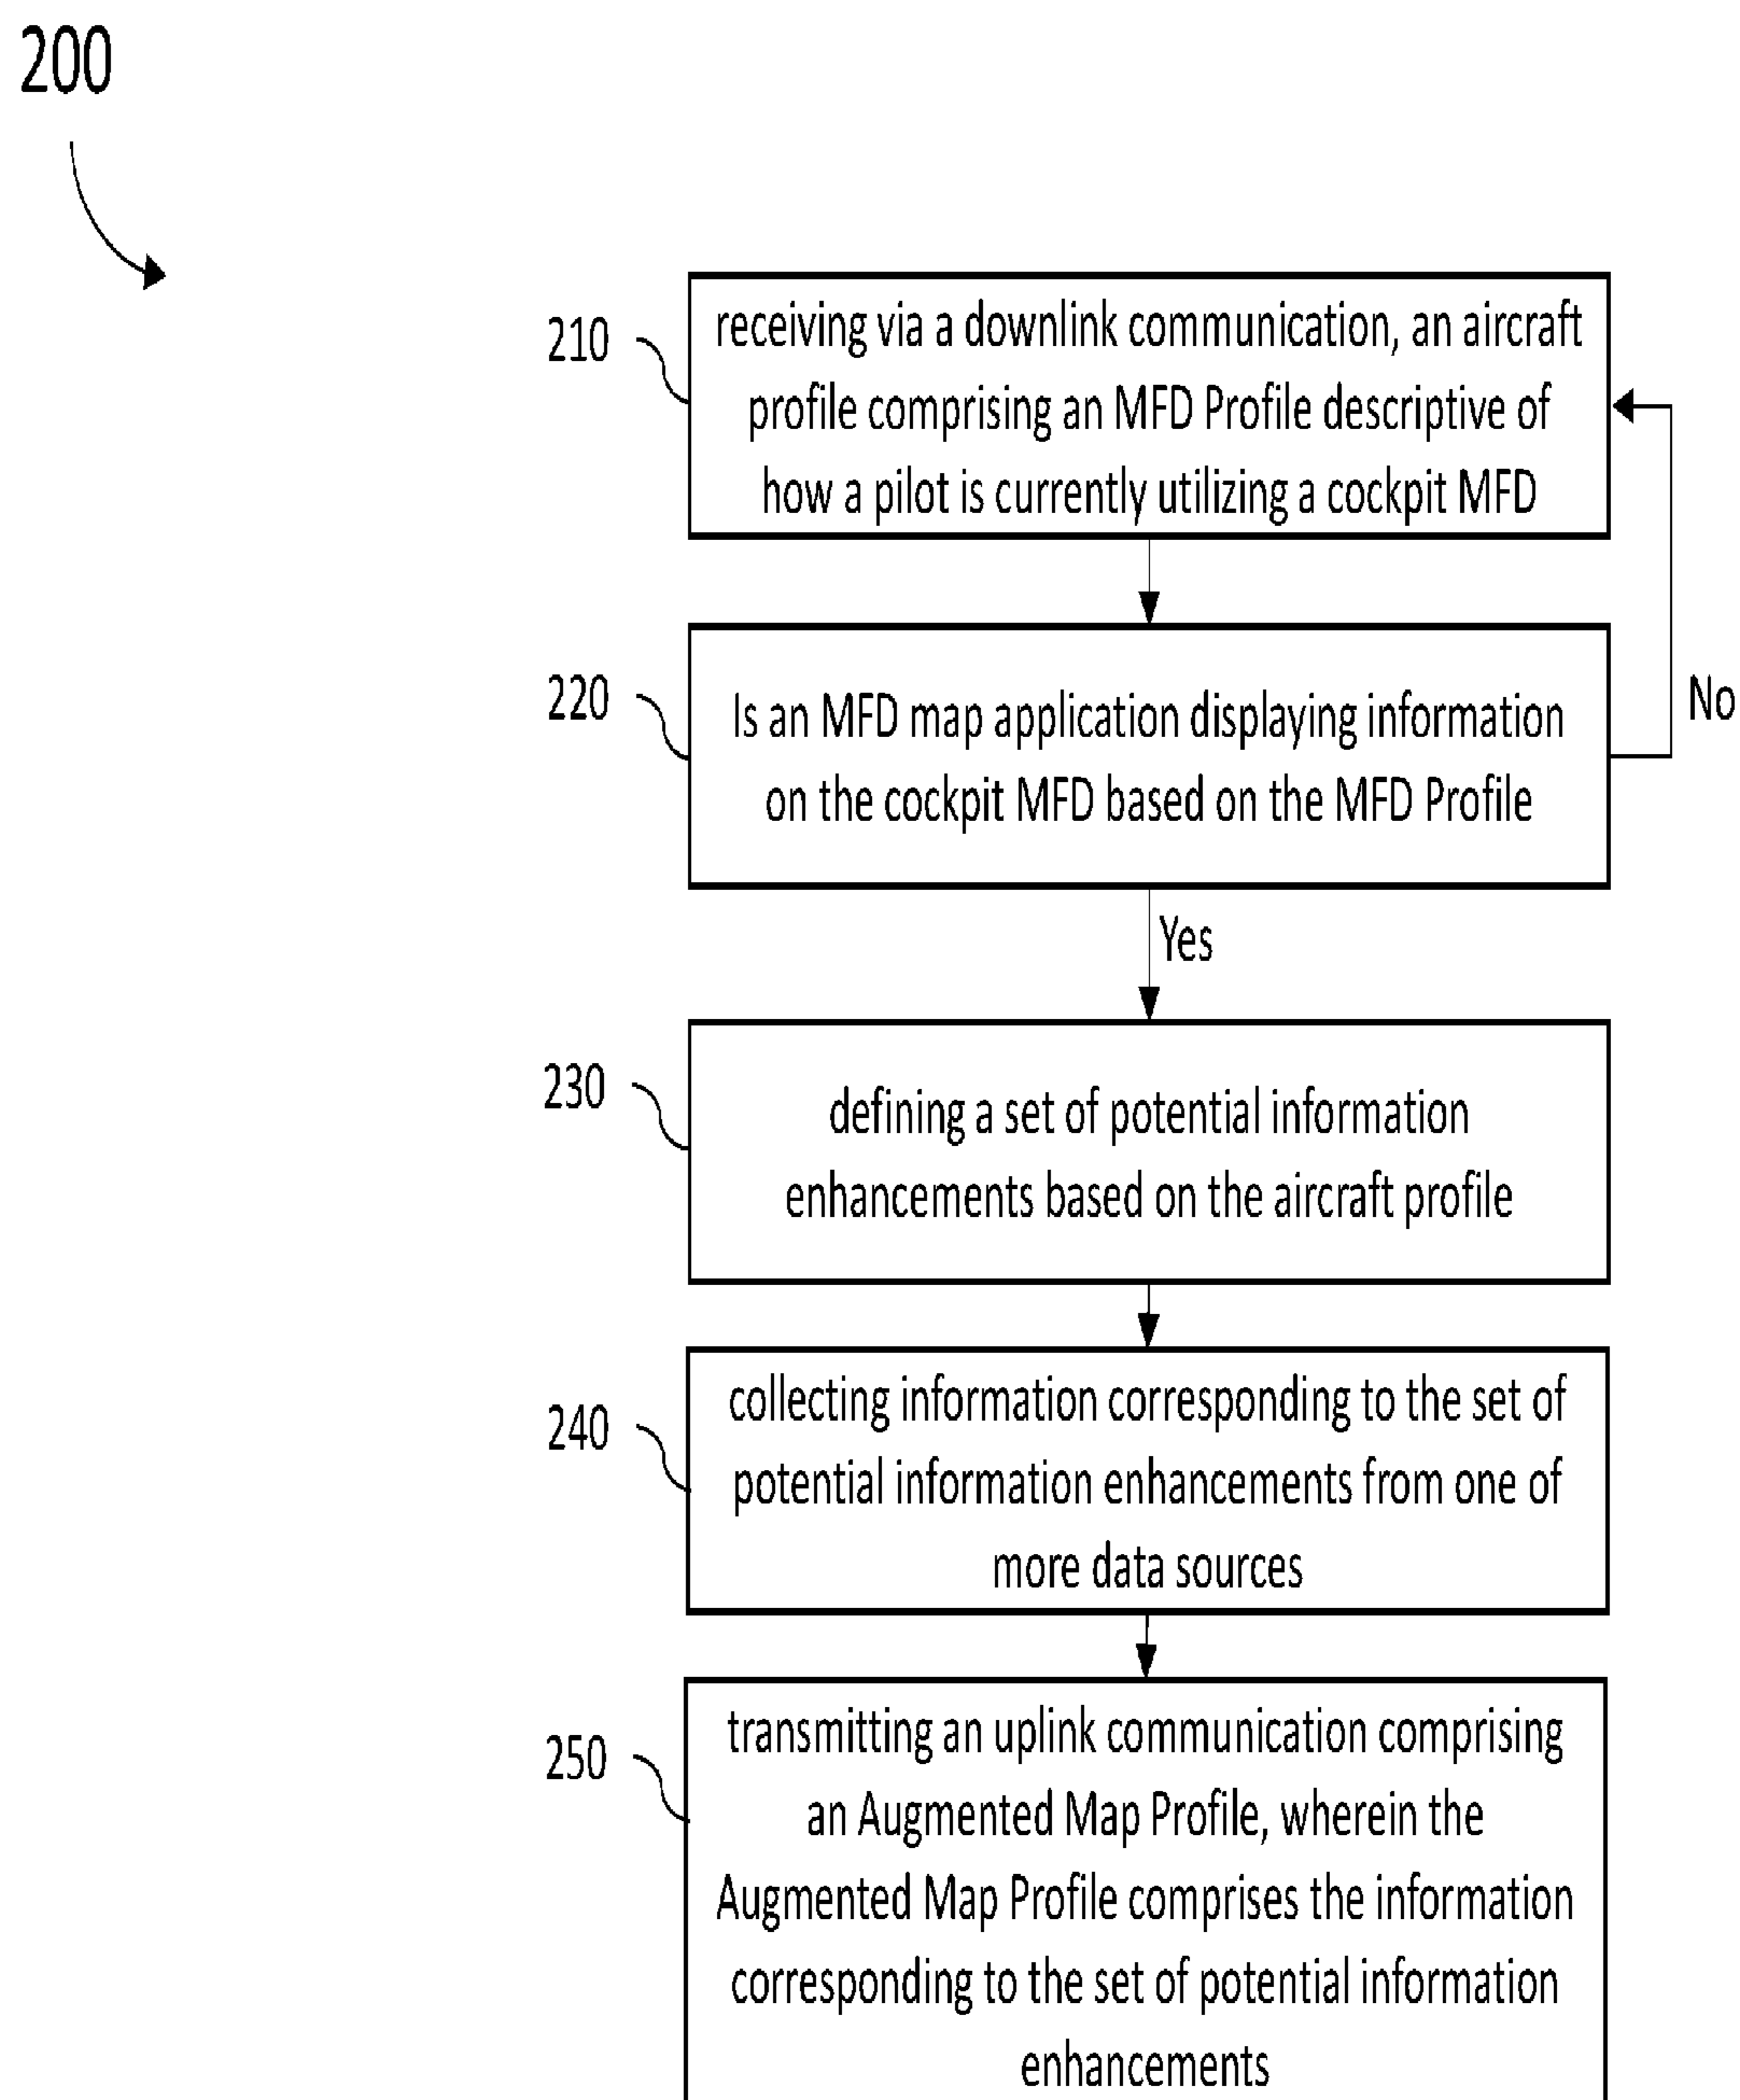 200
210
receiving via a downlink communication, an aircraft
profile comprising an MFD Profile descriptive of
how a pilot is currently utilizing a cockpit MFD
220
Is an MFD map application displaying information
on the cockpit MFD based on the MFD Profile
No
Yes
230
defining a set of potential information
enhancements based on the aircraft profile
240
collecting information corresponding to the set of
potential information enhancements from one of
more data sources
250
transmitting an uplink communication comprising
an Augmented Map Profile, wherein the
Augmented Map Profile comprises the information
corresponding to the set of potential information
enhancements